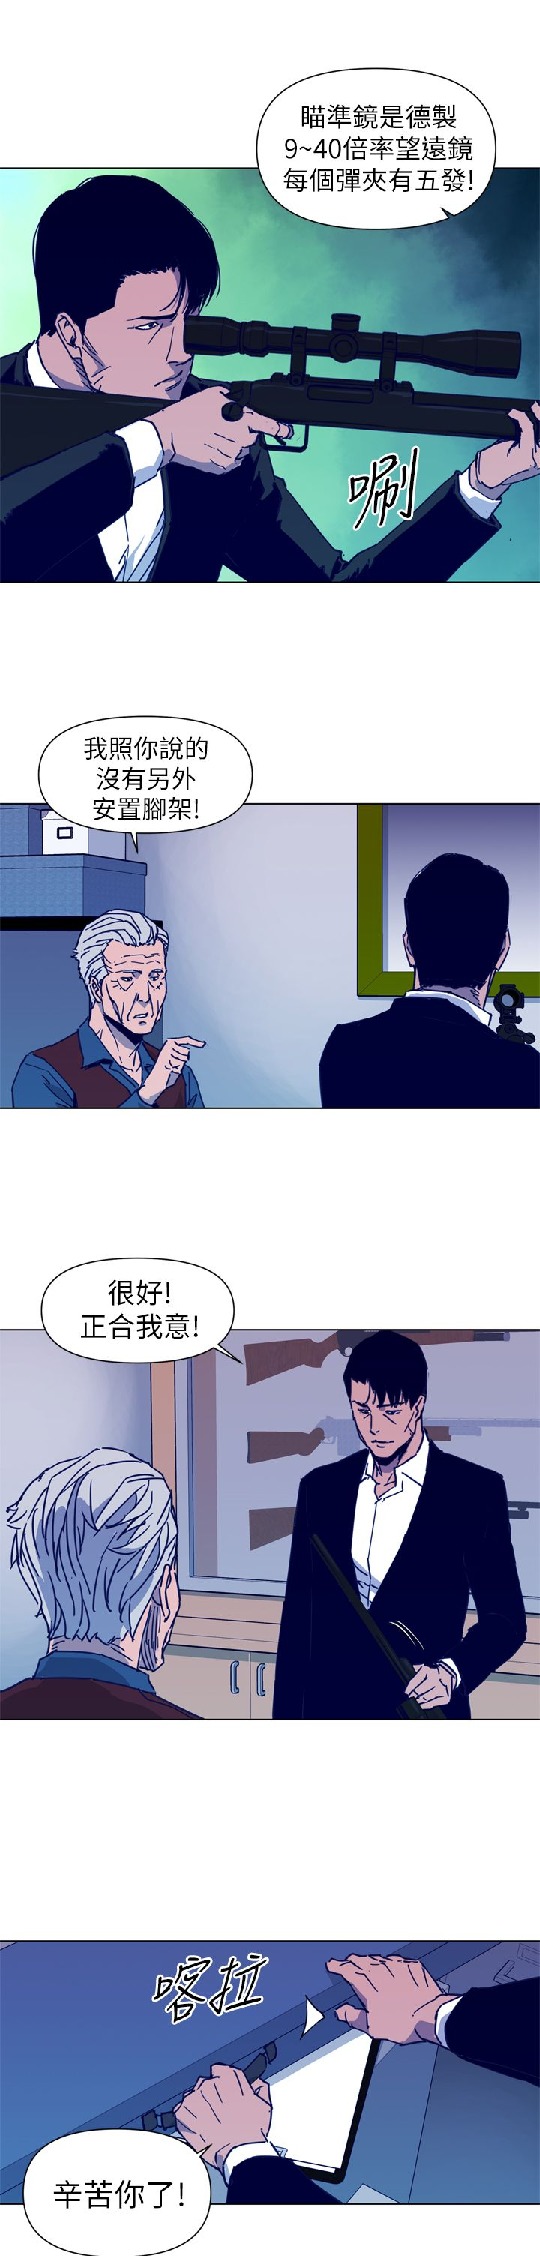 瞄準鏡是德製
9~40倍率望遠鏡
每個彈夾有五發!
唰
我照你說的
沒有另外
安置腳架!
很好!
正合我意!
喀拉
辛苦你了!